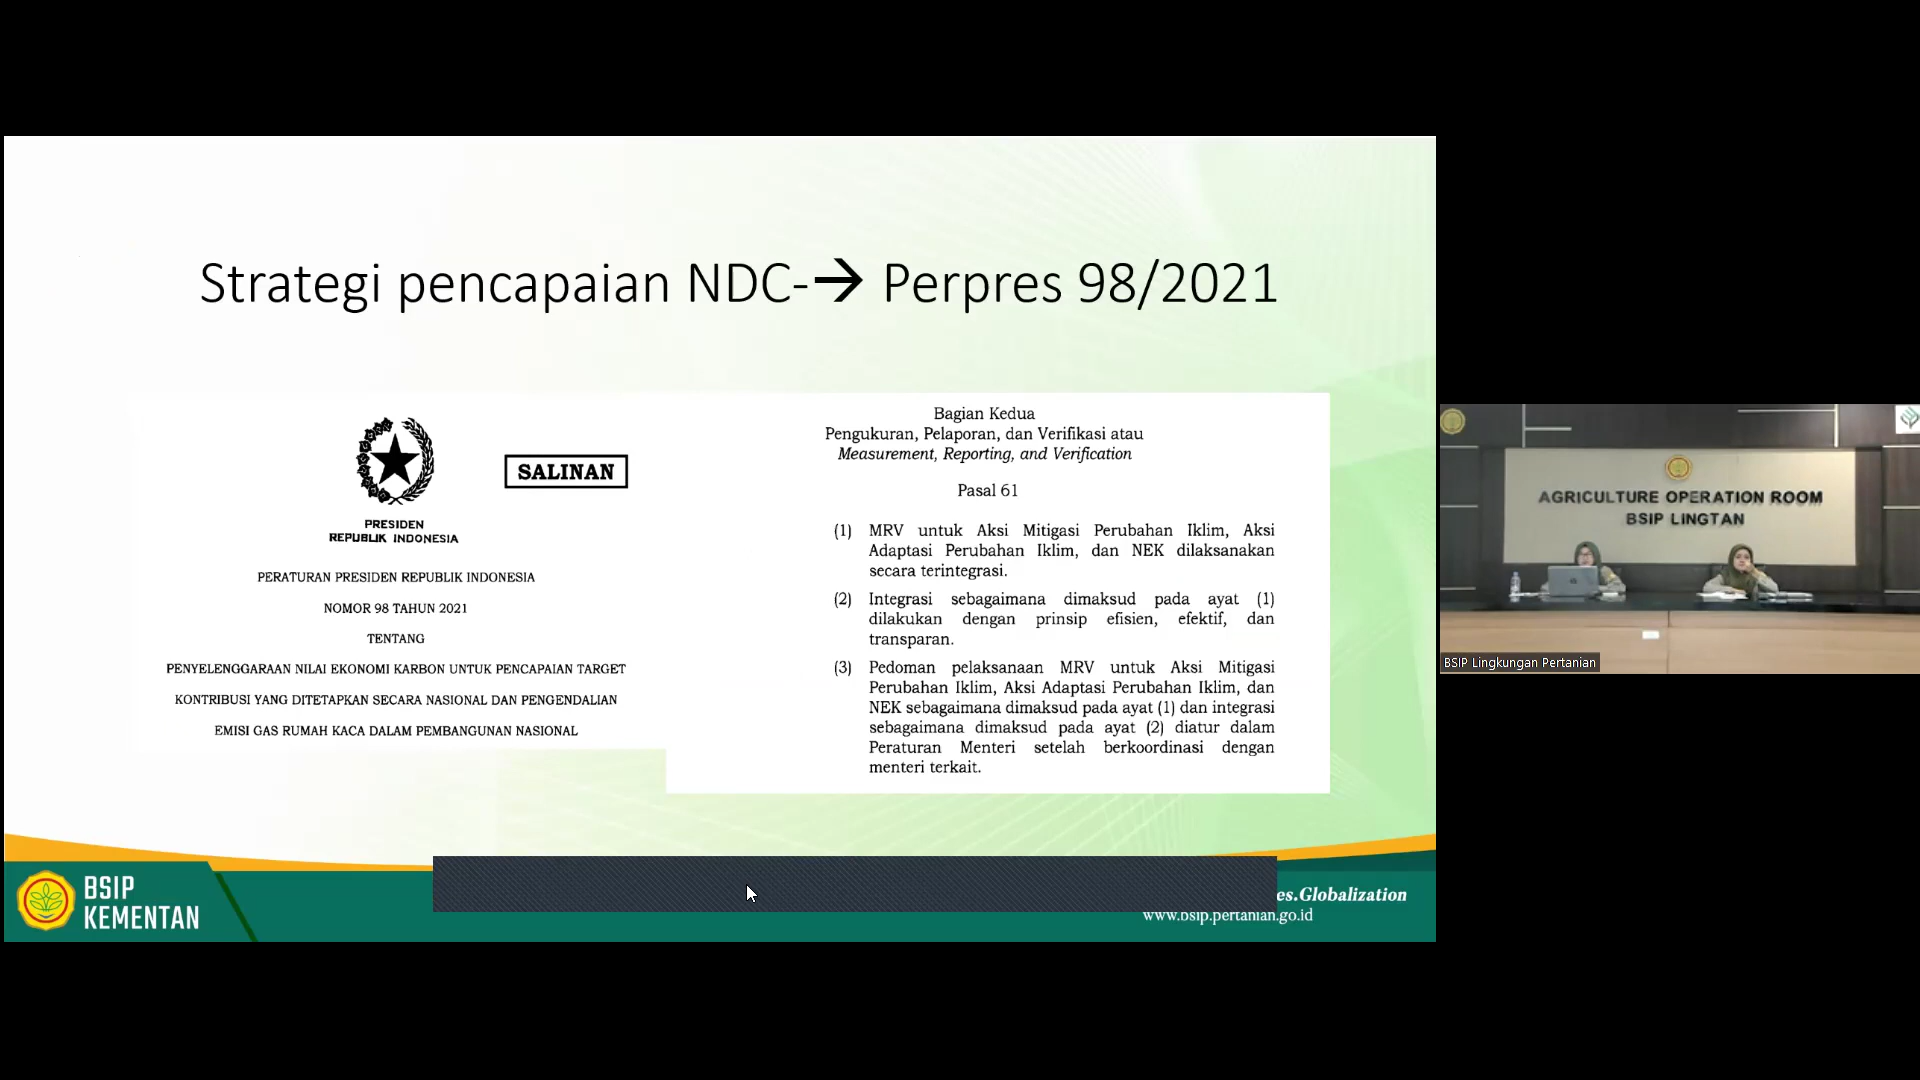 Strategi pencapaian NDC-→ Perpres 98/2021
PRESIDEN
REPUBLIK INDONESIA
SALINAN
PERATURAN PRESIDEN REPUBLIK INDONESIA
NOMOR 98 TAHUN 2021
TENTANG
PENYELENGGARAAN NILAI EKONOMI KARBON UNTUK PENCAPAIAN TARGET
KONTRIBUSI YANG DITETAPKAN SECARA NASIONAL DAN PENGENDALIAN
EMISI GAS RUMAH KACA DALAM PEMBANGUNAN NASIONAL
Bagian Kedua
Pengukuran, Pelaporan, dan Verifikasi atau
Measurement, Reporting, and Verification
Pasal 61
(1) MRV untuk Aksi Mitigasi Perubahan Iklim, Aksi
Adaptasi Perubahan Iklim, dan NEK dilaksanakan
secara terintegrasi.
(2) Integrasi sebagaimana dimaksud pada ayat (1)
dilakukan dengan prinsip efisien, efektif, dan
transparan.
(3) Pedoman pelaksanaan MRV untuk Aksi Mitigasi
Perubahan Iklim, Aksi Adaptasi Perubahan Iklim, dan
NEK sebagaimana dimaksud pada ayat (1) dan integrasi
sebagaimana dimaksud pada ayat (2) diatur dalam
Peraturan Menteri setelah berkoordinasi dengan
menteri terkait.
BSIP
KEMENTAN
es.Globalization
www.bsip.pertanian.go.id
AGRICULTURE OPERATION ROOM
BSIP LINGTAN
BSIP Lingkungan Pertanian